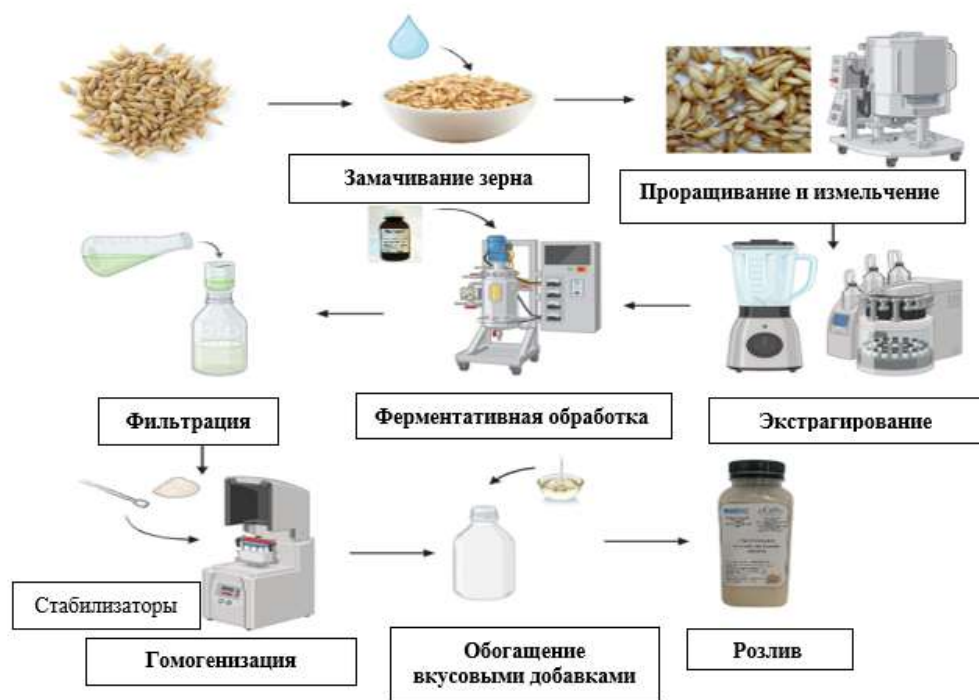 Замачивание зерна
Проращивание и измельчение
Фильтрация
Ферментативная обработка
Экстрагирование
Стабилизаторы
Гомогенизация
Обогащение
вкусовыми добавками
Розлив